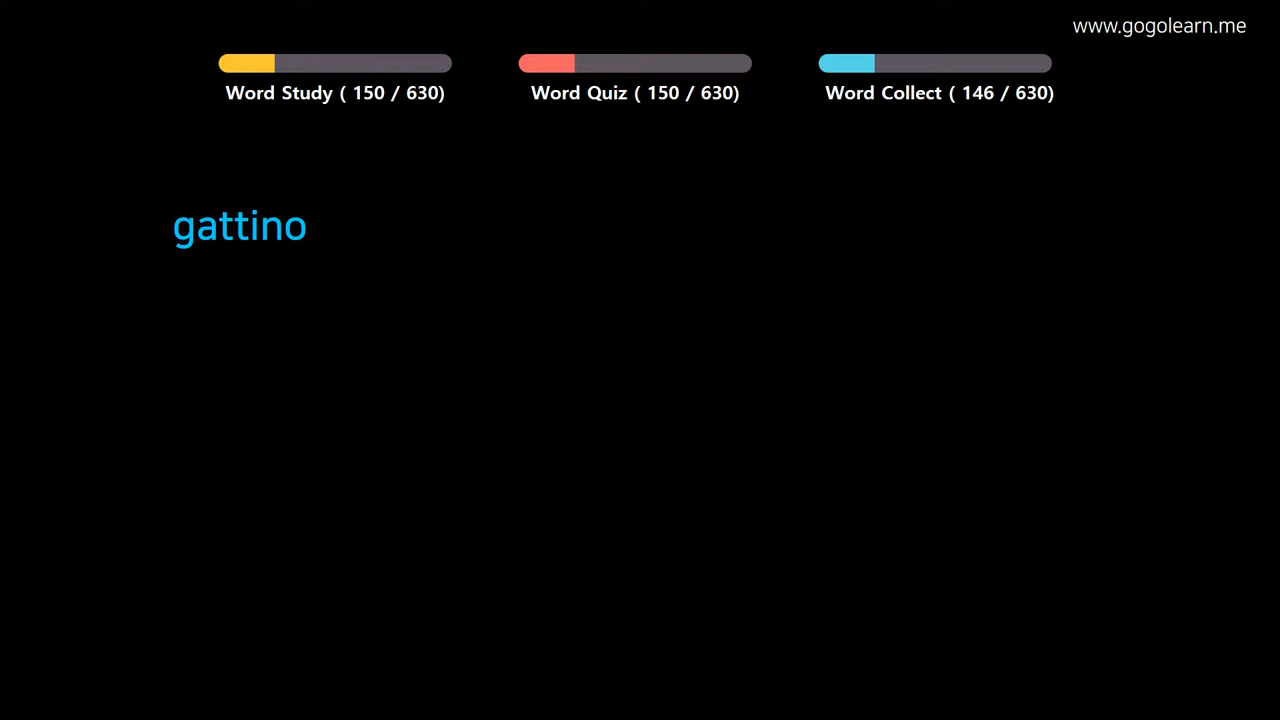 www.gogolearn.me
Word Study ( 150 / 630)
Word Quiz ( 150 / 630)
Word Collect ( 146 / 630)
gattino